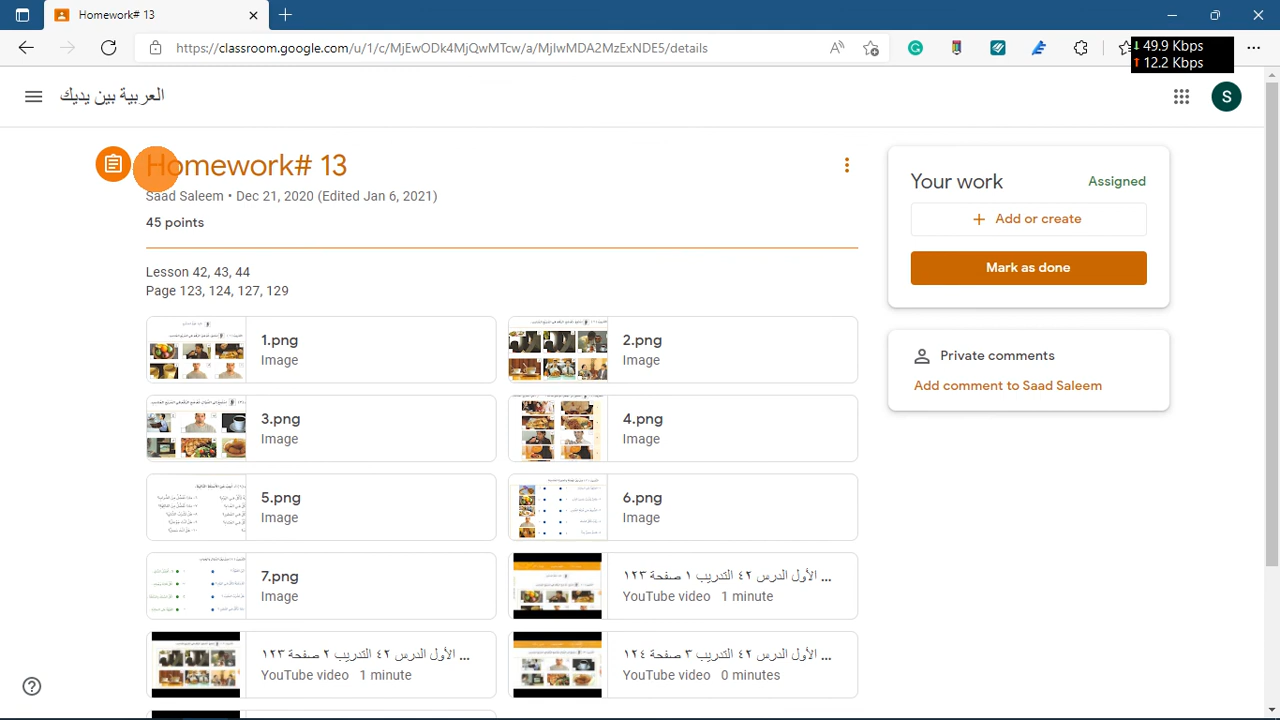 Homework# 13
https://classroom.google.com/u/1/c/MjEwODk4MjQwMTcw/a/MjIwMDA2MzExNDE5/details
49.9 Kbps
12.2 Kbps
العربية بين يديك
S
Homework# 13
Saad Saleem • Dec 21, 2020 (Edited Jan 6, 2021)
45 points
Lesson 42, 43, 44
Page 123, 124, 127, 129
1.png
Image
2.png
Image
3.png
Image
4.png
Image
5.png
Image
6.png
Image
7.png
Image
الأول الدرس ٤٢ التدريب ١ صفحة ١٢٣ ...
YouTube video 1 minute
الأول الدرس ٤٢ التدريب ٢ صفحة ١٢٣ ...
YouTube video 1 minute
الأول الدرس ٤٢ التدريب ٣ صفحة ١٢٤ ...
YouTube video 0 minutes
Your work
Assigned
+ Add or create
Mark as done
Private comments
Add comment to Saad Saleem